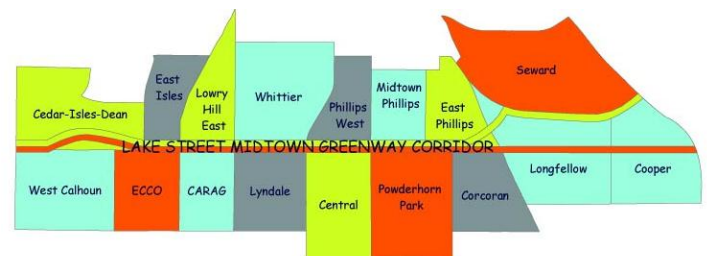 Cedar-Isles-Dean
East
Isles
Lowry
Hill
East
Whittier
Phillips
West
Midtown
Phillips
East
Phillips
Seward
LAKE STREET MIDTOWN GREENWAY CORRIDOR
West Calhoun
ECCO
CARAG
Lyndale
Central
Powderhorn
Park
Corcoran
Longfellow
Cooper